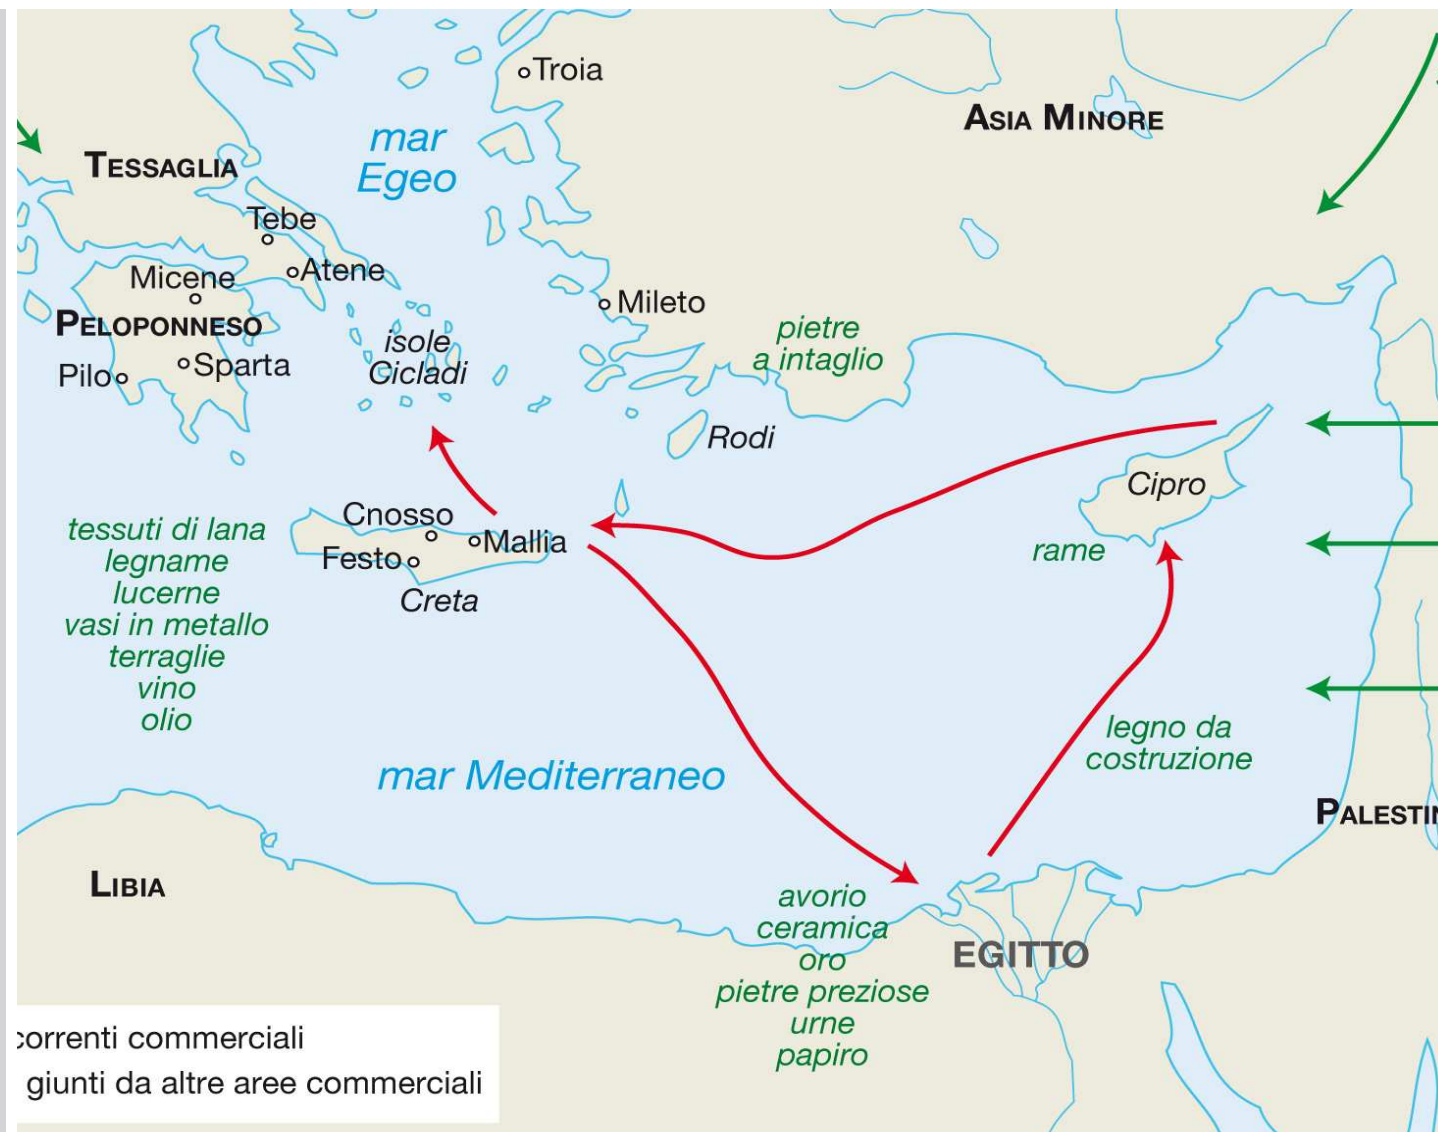 Troia
ASIA MINORE
mar
Egeo
TESSAGLIA
Tebe
Atene
Micene
PELOPONNESO
Sparta
Pilo
Mileto
isole
Cicladi
pietre
a intaglio
Rodi
Cipro
rame
Cnosso
Mallia
Festo
Creta
tessuti di lana
legname
lucerne
vasi in metallo
terraglie
vino
olio
mar Mediterraneo
legno da
costruzione
PALESTIN
LIBIA
avorio
ceramica
oro
pietre preziose
urne
papiro
EGITTO
correnti commerciali
giunti da altre aree commerciali